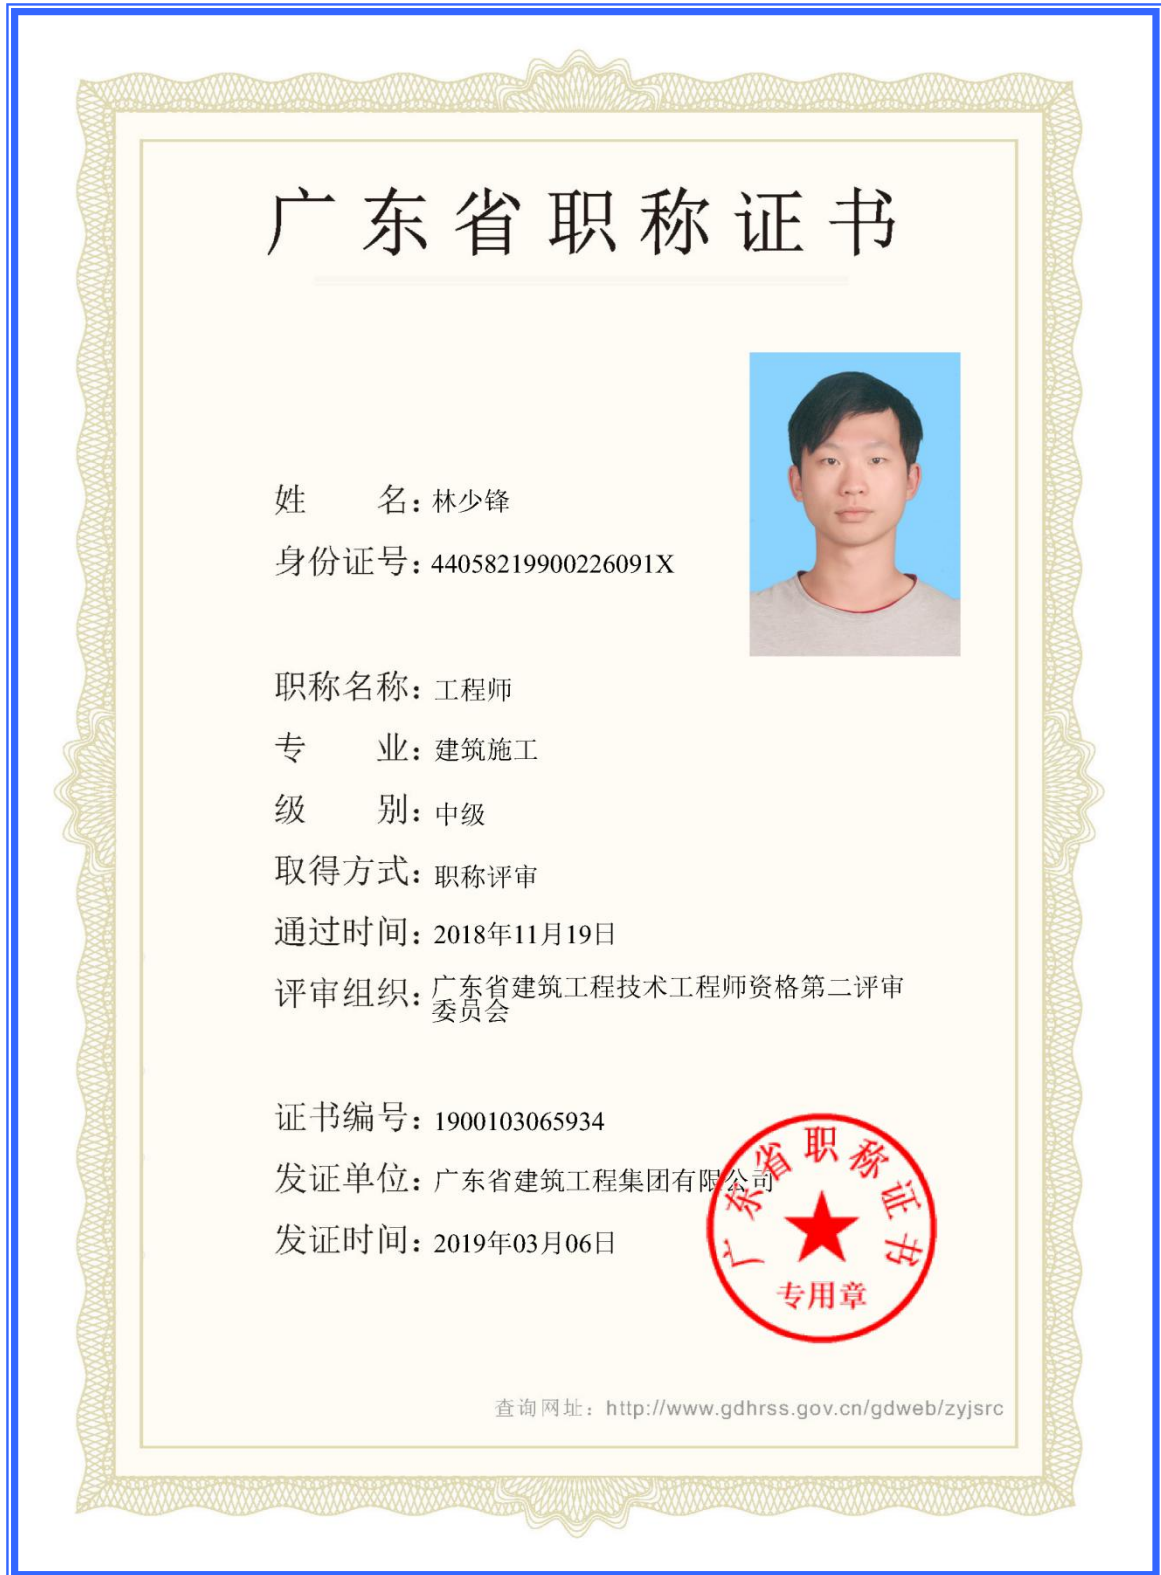 广东省职称证书
姓 名：林少锋
身份证号：44058219900226091X
职称名称：工程师
专 业：建筑施工
级 别：中级
取得方式：职称评审
通过时间：2018年11月19日
评审组织：广东省建筑工程技术工程师资格第二评审
委员会
证书编号：1900103065934
发证单位：广东省建筑工程集团有限公司
发证时间：2019年03月06日
广东省职称证书
专用章
查询网址：http://www.gdhrss.gov.cn/gdweb/zyjsrc